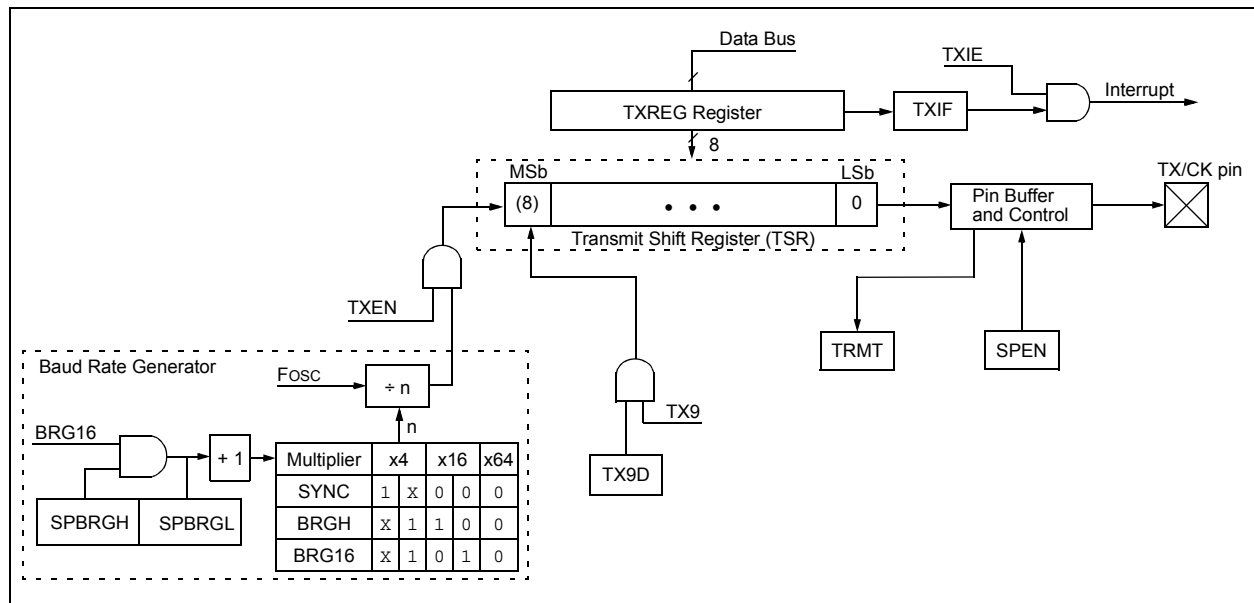 Data Bus
TXIE
Interrupt
TXREG Register
TXIF
8
MSb
LSb
TX/CK pin
(8)
• • •
0
Pin Buffer
and Control
Transmit Shift Register (TSR)
TXEN
TRMT
SPEN
Baud Rate Generator
FOSC
÷ n
TX9
n
BRG16
+ 1
Multiplier x4 x16 x64
TX9D
SYNC 1 X 0 0 0
SPBRGH SPBRGL
BRGH X 1 1 0 0
BRG16 X 1 0 1 0